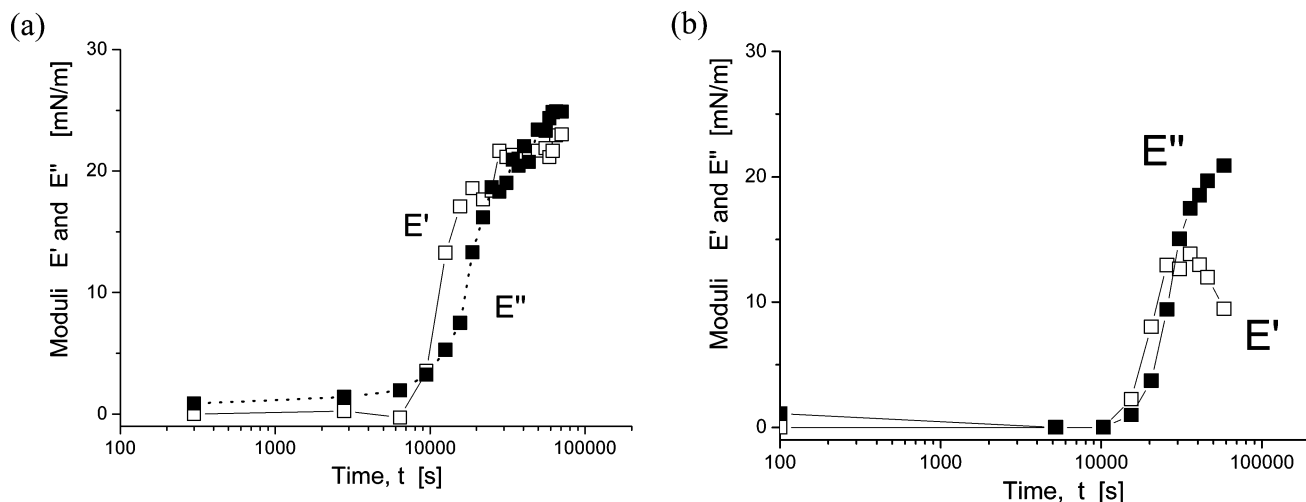 (a)
30
20
10
0
Moduli E' and E" [mN/m]
E'
E"
100
1000
10000
100000
Time, t [s]
(b)
30
20
10
0
Moduli E' and E" [mN/m]
E"
E'
100
1000
10000
100000
Time, t [s]